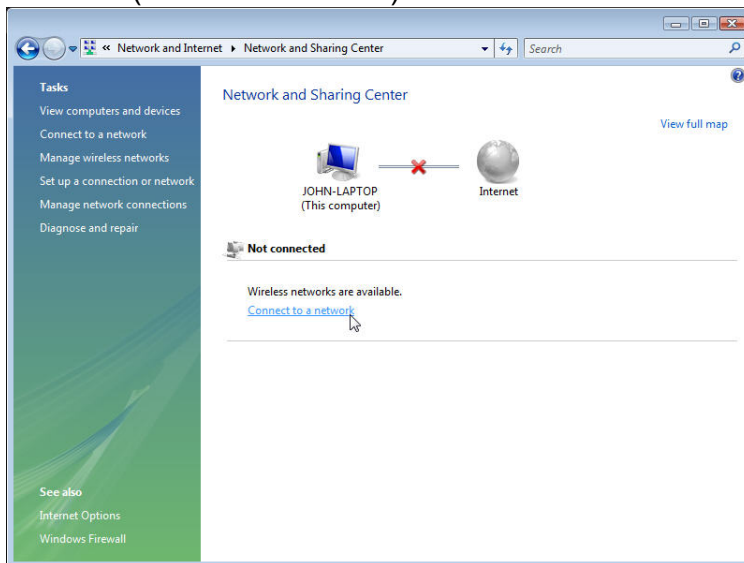 « Network and Internet ▸ Network and Sharing Center
Search
Tasks
View computers and devices
Connect to a network
Manage wireless networks
Set up a connection or network
Manage network connections
Diagnose and repair
Network and Sharing Center
View full map
JOHN-LAPTOP
(This computer)
Internet
Not connected
Wireless networks are available.
Connect to a network
See also
Internet Options
Windows Firewall